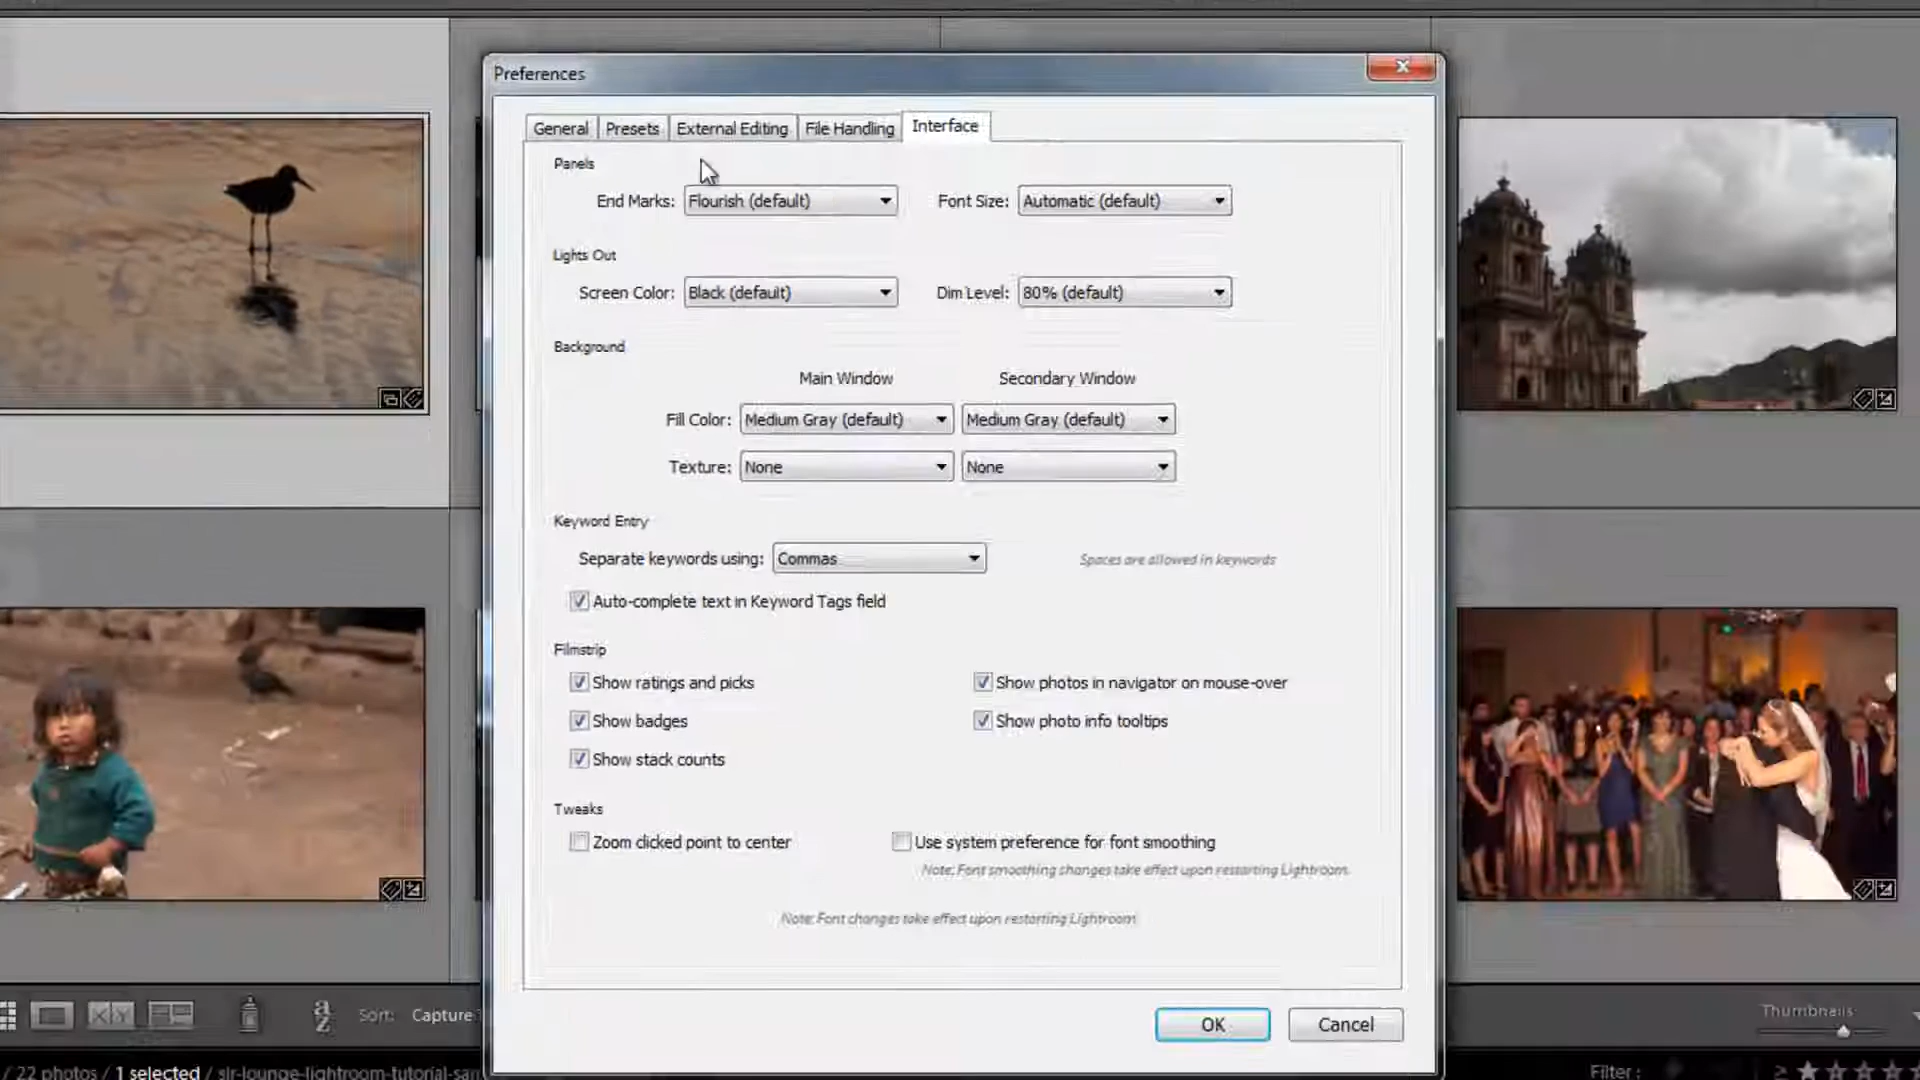 Preferences
General Presets External Editing File Handling Interface
Panels
End Marks: Flourish (default) Font Size: Automatic (default)
Lights Out
Screen Color: Black (default) Dim Level: 80% (default)
Background
Main Window Secondary Window
Fill Color: Medium Gray (default) Medium Gray (default)
Texture: None None
Keyword Entry
Separate keywords using: Commas Spaces are allowed in keywords
Auto-complete text in Keyword Tags field
Filmstrip
Show ratings and picks Show photos in navigator on mouse-over
Show badges Show photo info tooltips
Show stack counts
Tweaks
Zoom clicked point to center Use system preference for font smoothing
Note: Font smoothing changes take effect upon restarting Lightroom.
Note: Font changes take effect upon restarting Lightroom
OK Cancel
XY a z Sort: Capture Thumbnails
/ 22 photos / 1 selected / slr-lounge-lightroom-tutorial-sam Filter :